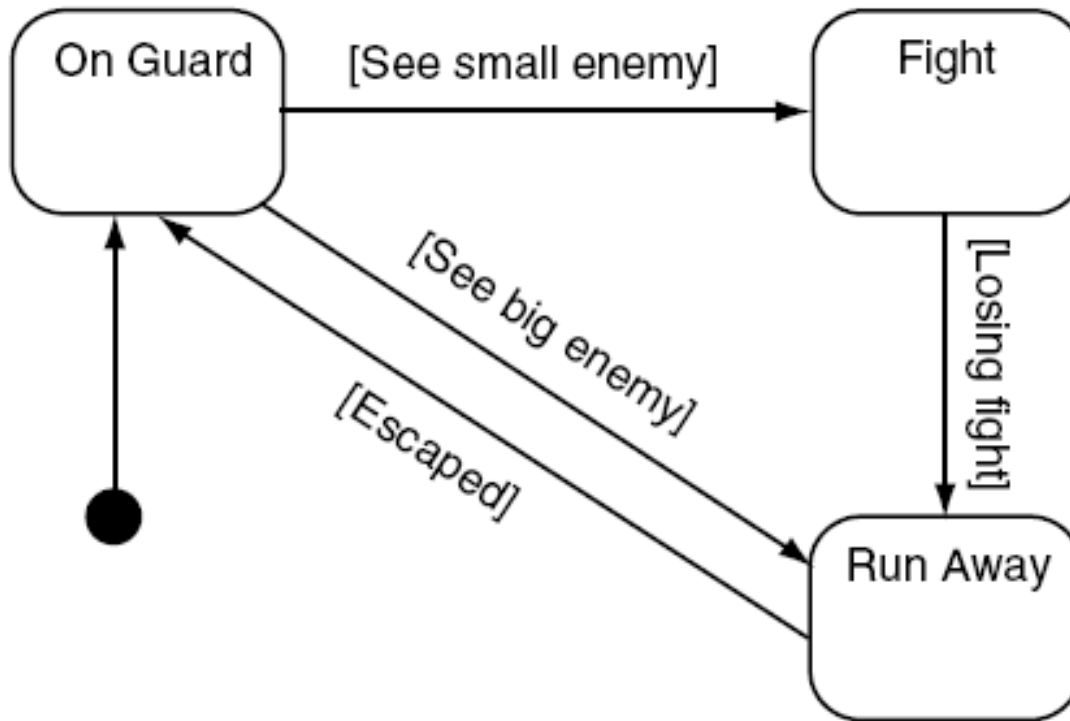 On Guard
[See small enemy]
Fight
[See big enemy]
[Escaped]
[Losing fight]
Run Away